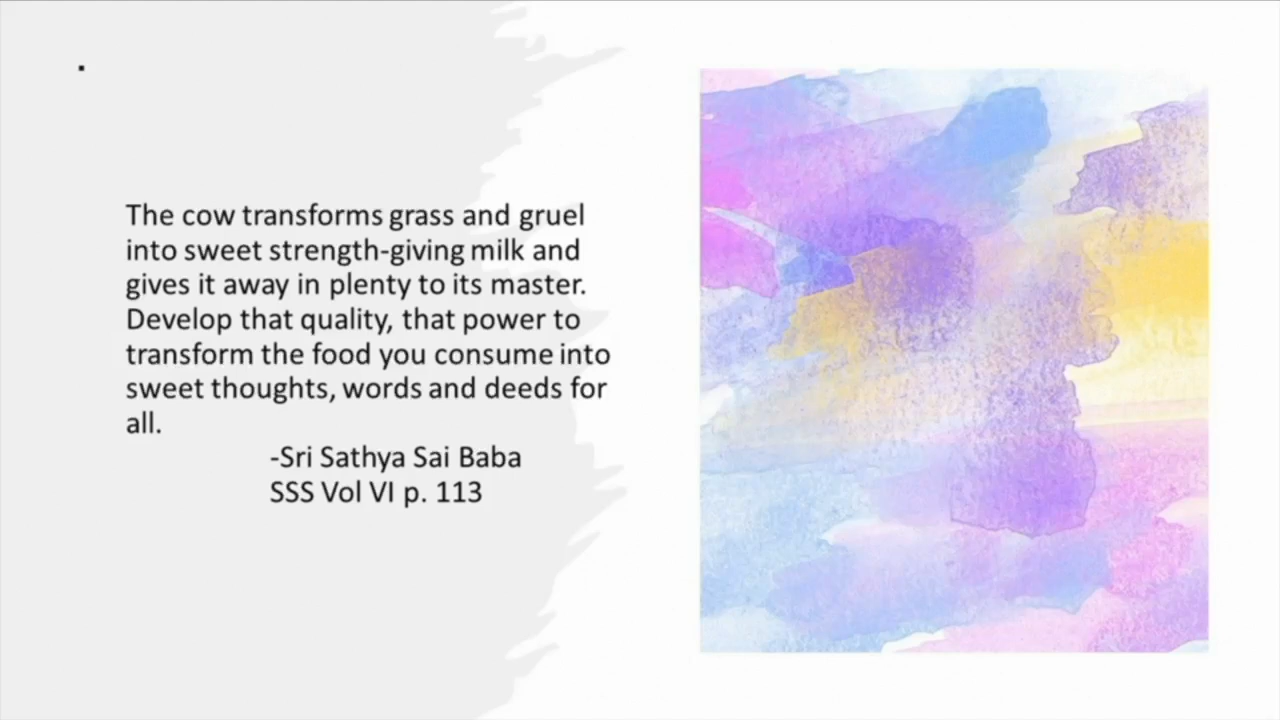 The cow transforms grass and gruel
into sweet strength-giving milk and
gives it away in plenty to its master.
Develop that quality, that power to
transform the food you consume into
sweet thoughts, words and deeds for
all.
-Sri Sathya Sai Baba
SSS Vol VI p. 113